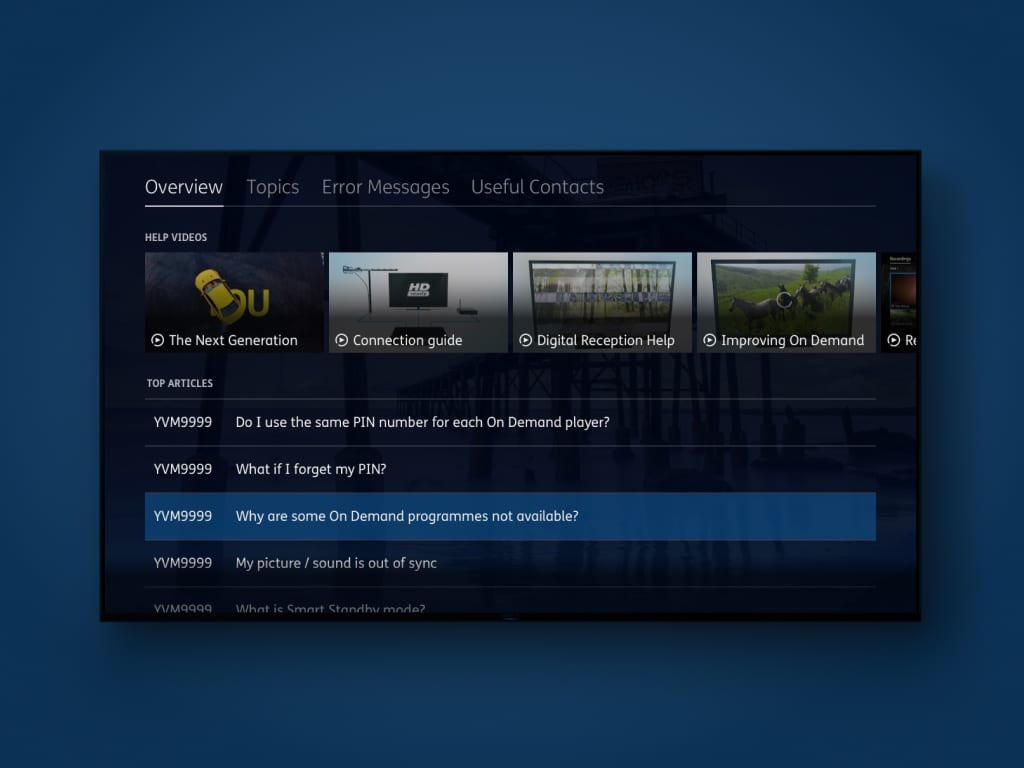 Overview Topics Error Messages Useful Contacts
HELP VIDEOS
OU
HD
Recordings
The Next Generation
Connection guide
Digital Reception Help
Improving On Demand
Re
TOP ARTICLES
YVM9999 Do I use the same PIN number for each On Demand player?
YVM9999 What if I forget my PIN?
YVM9999 Why are some On Demand programmes not available?
YVM9999 My picture / sound is out of sync
YVM9999 What is Smart Standby mode?